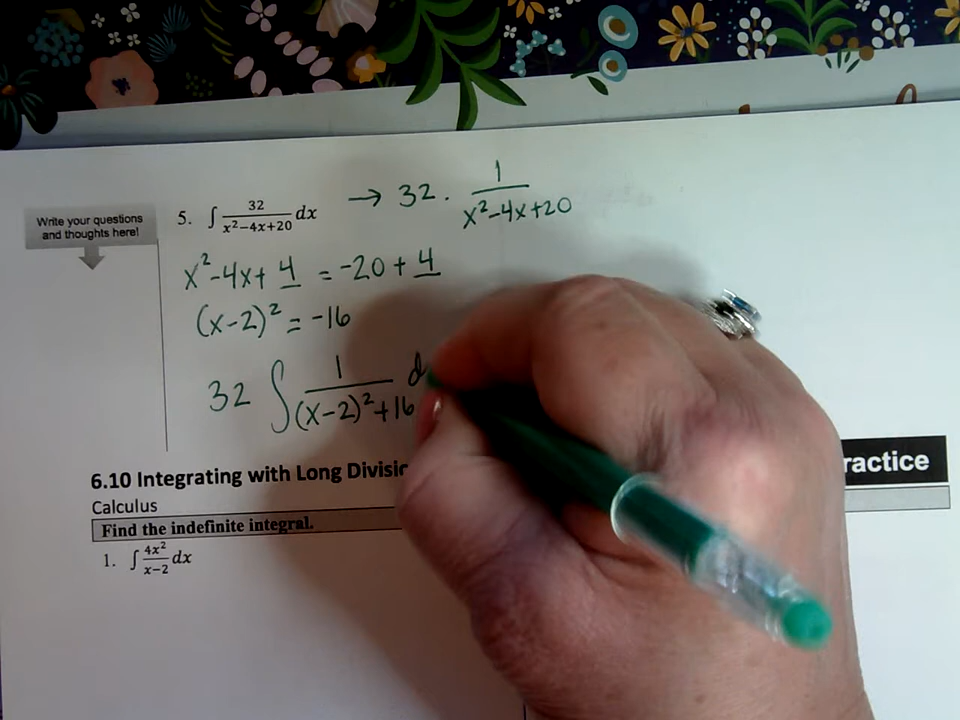 Write your questions
and thoughts here!
5. ∫ 32/(x²−4x+20) dx → 32 · 1/(x²−4x+20)
x²−4x+ 4 = −20 + 4
(x−2)² = −16
32 ∫ 1/((x−2)²+16 d
6.10 Integrating with Long ractice
Calculus
Find the indefinite integral.
1. ∫ 4x²/(x−2) dx